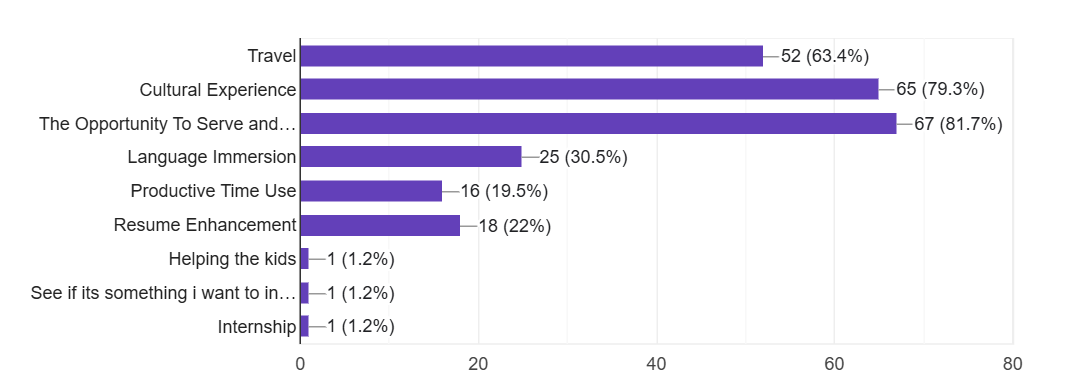 Travel 52 (63.4%)
Cultural Experience 65 (79.3%)
The Opportunity To Serve and… 67 (81.7%)
Language Immersion 25 (30.5%)
Productive Time Use 16 (19.5%)
Resume Enhancement 18 (22%)
Helping the kids 1 (1.2%)
See if its something i want to in… 1 (1.2%)
Internship 1 (1.2%)
0 20 40 60 80